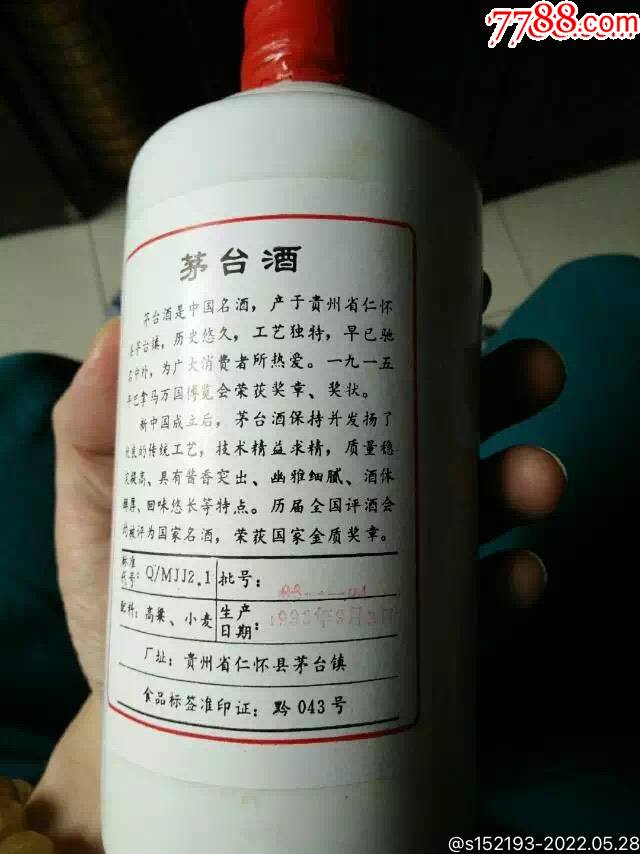 7788.com
茅台酒
茅台酒是中国名酒，产于贵州省仁怀
县茅台镇，历史悠久，工艺独特，早已驰
名中外，为广大消费者所热爱。一九一五
年巴拿马万国博览会荣获奖章、奖状。
新中国成立后，茅台酒保持并发扬了
优良的传统工艺，技术精益求精，质量稳
定提高、具有酱香突出、幽雅细腻、酒体
醇厚、回味悠长等特点。历届全国评酒会
均被评为国家名酒，荣获国家金质奖章。
标准代号：Q/MJJ2.1 批号：
配料：高粱、小麦 生产日期：
厂址：贵州省仁怀县茅台镇
食品标签准印证：黔043号
@s152193-2022.05.28